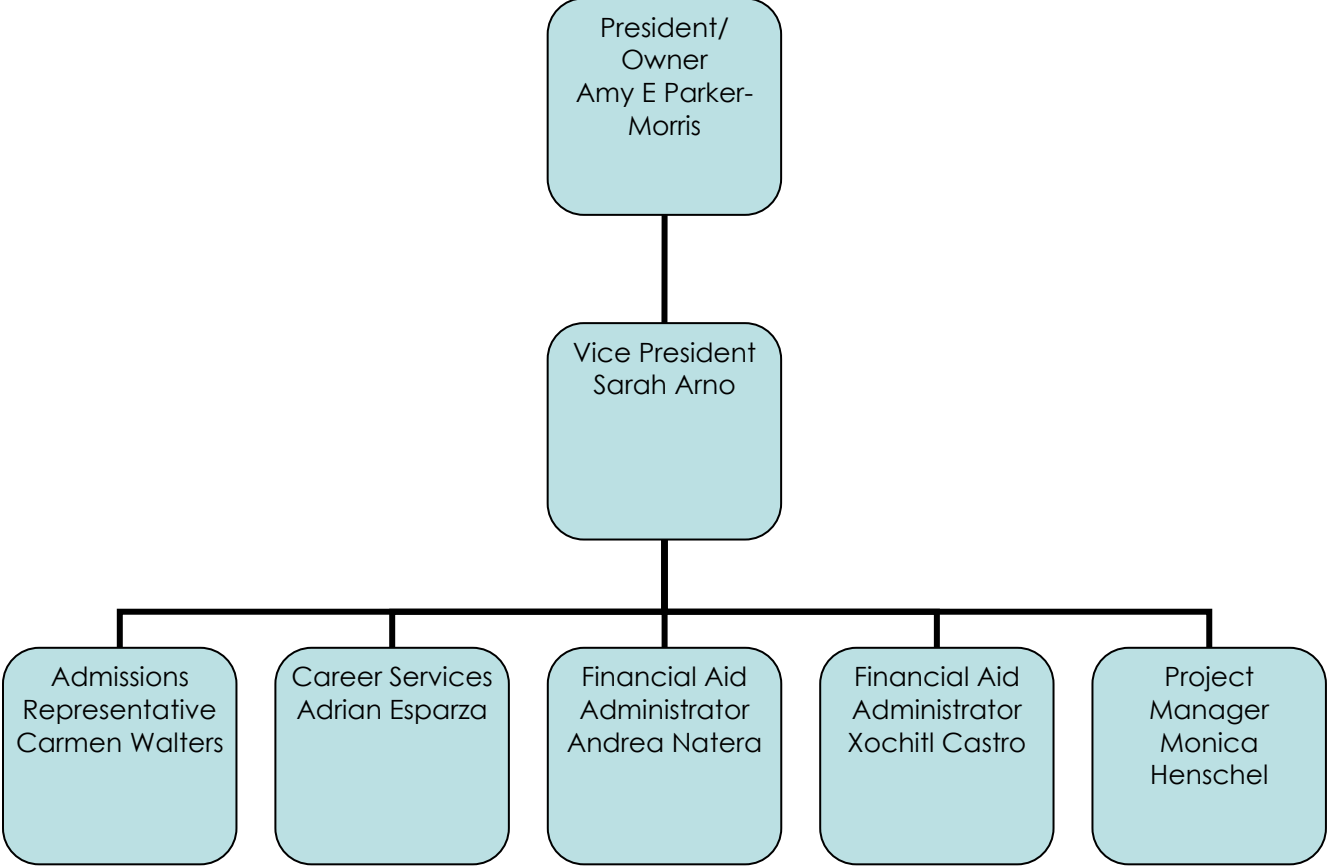 President/
Owner
Amy E Parker-
Morris
Vice President
Sarah Arno
Admissions
Representative
Carmen Walters
Career Services
Adrian Esparza
Financial Aid
Administrator
Andrea Natera
Financial Aid
Administrator
Xochitl Castro
Project
Manager
Monica
Henschel